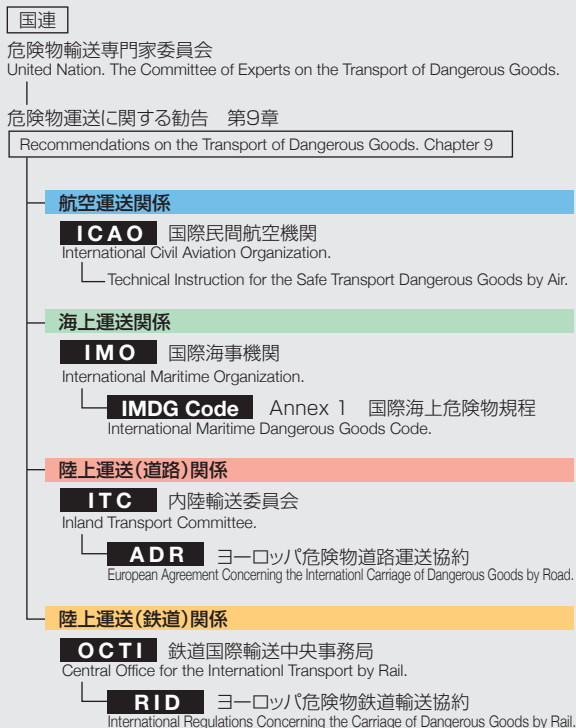 国連
危険物輸送専門家委員会
United Nation. The Committee of Experts on the Transport of Dangerous Goods.
危険物運送に関する勧告　第9章
Recommendations on the Transport of Dangerous Goods. Chapter 9
航空運送関係
ICAO 国際民間航空機関
International Civil Aviation Organization.
Technical Instruction for the Safe Transport Dangerous Goods by Air.
海上運送関係
IMO 国際海事機関
International Maritime Organization.
IMDG Code Annex 1　国際海上危険物規程
International Maritime Dangerous Goods Code.
陸上運送(道路)関係
ITC 内陸輸送委員会
Inland Transport Committee.
ADR ヨーロッパ危険物道路運送協約
European Agreement Concerning the Internationl Carriage of Dangerous Goods by Road.
陸上運送(鉄道)関係
OCTI 鉄道国際輸送中央事務局
Central Office for the Internationl Transport by Rail.
RID ヨーロッパ危険物鉄道輸送協約
International Regulations Concerning the Carriage of Dangerous Goods by Rail.